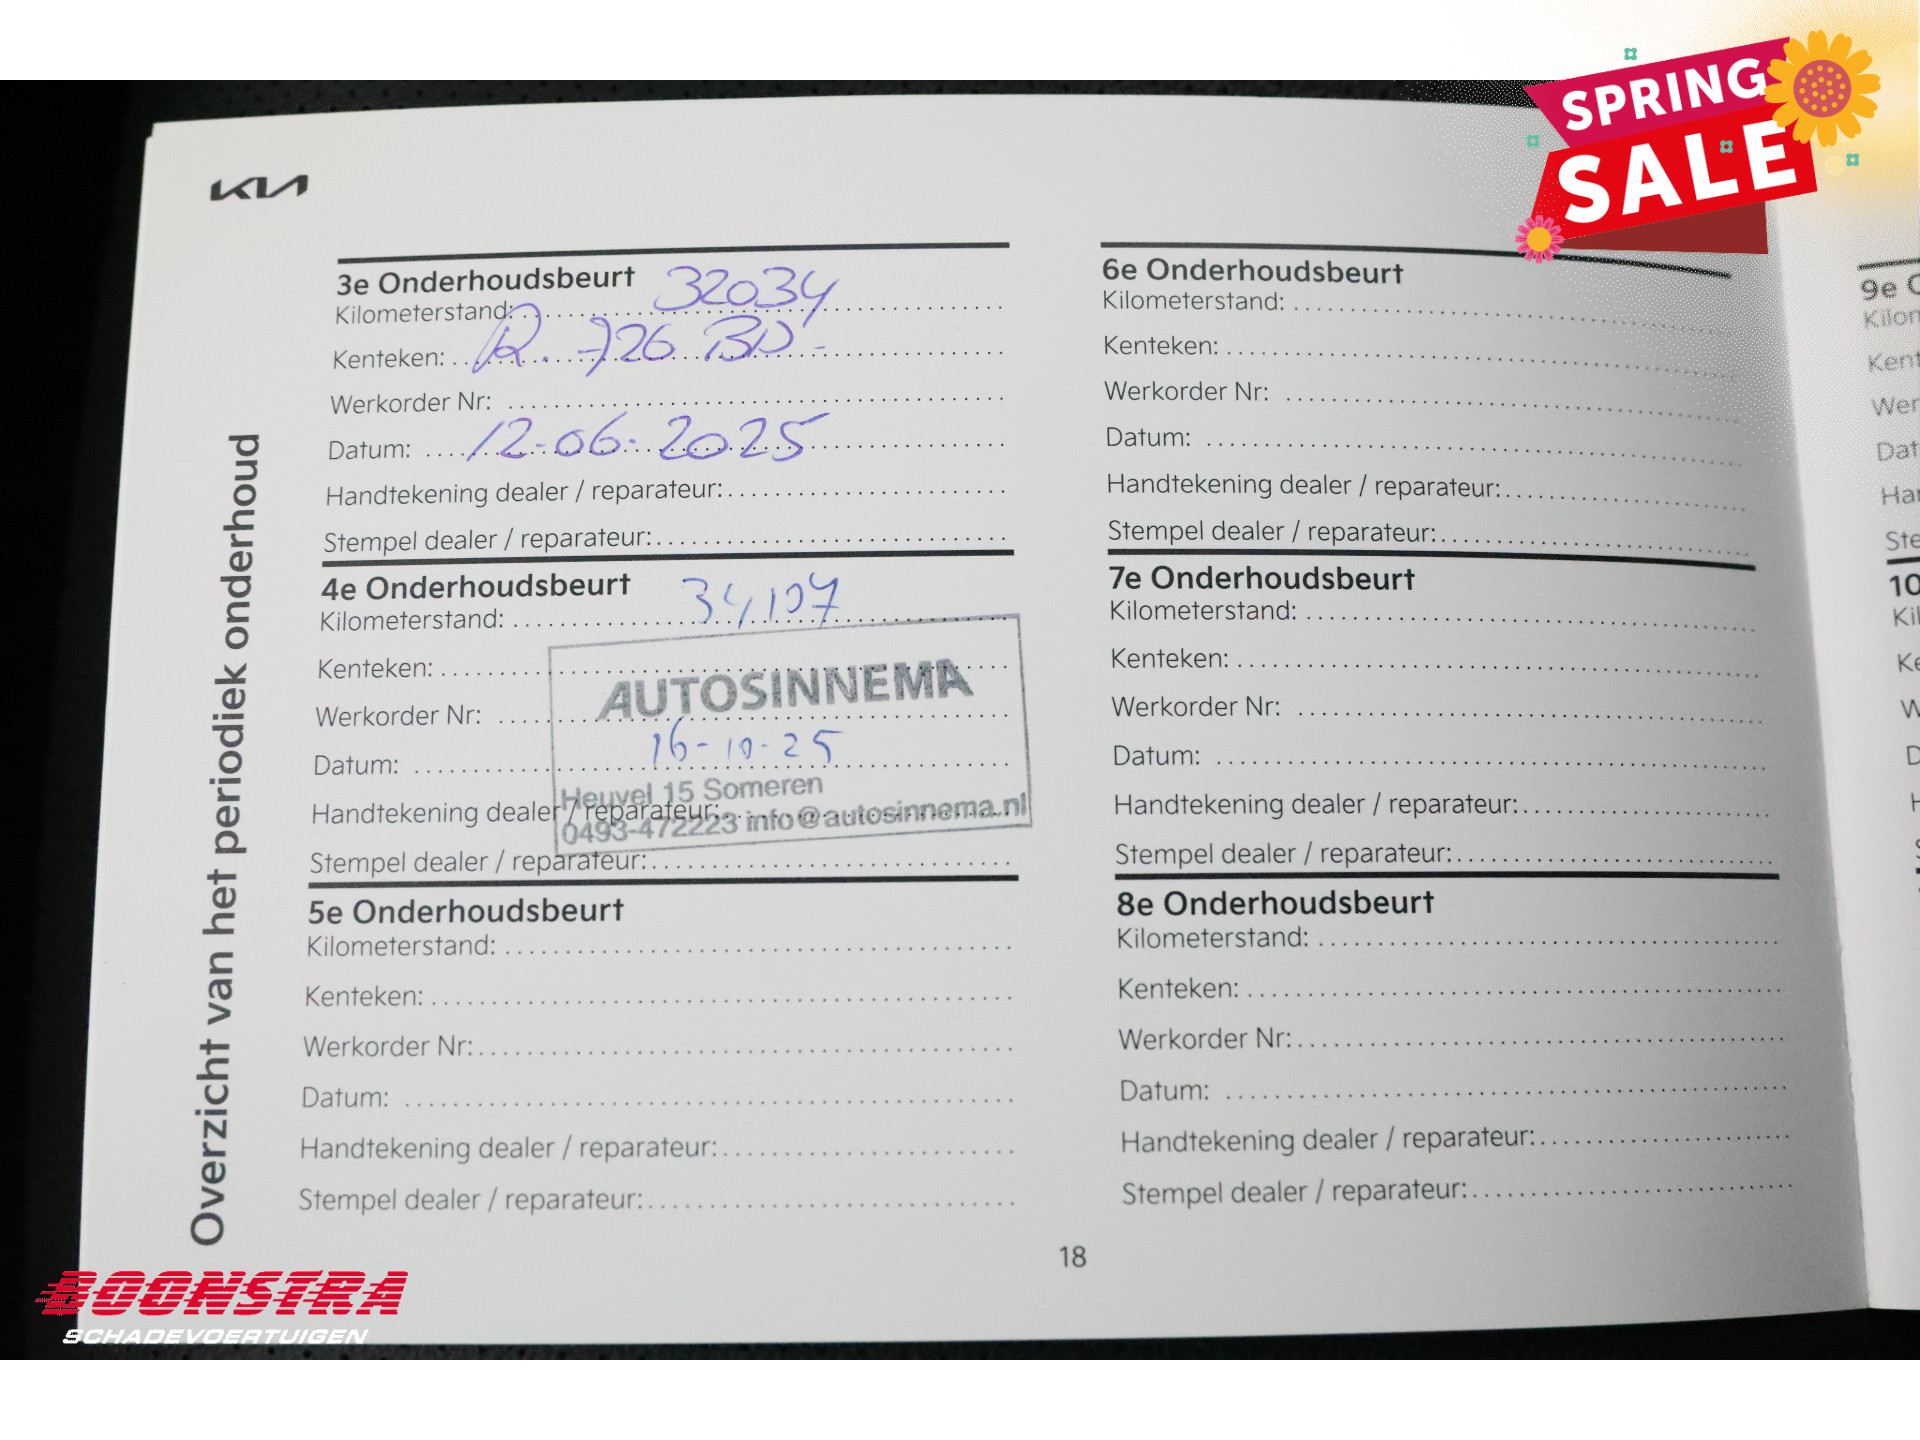 SPRING
SALE
KIA
Overzicht van het periodiek onderhoud
3e Onderhoudsbeurt
Kilometerstand: 32034
Kenteken: R-726 BD-
Werkorder Nr:
Datum: 12-06-2025
Handtekening dealer / reparateur:
Stempel dealer / reparateur:
4e Onderhoudsbeurt
Kilometerstand: 34107
Kenteken:
Werkorder Nr:
Datum: 16-10-25
Handtekening dealer / reparateur:
Stempel dealer / reparateur:
AUTOSINNEMA
Heuvel 15 Someren
0493-472223 info@autosinnema.nl
5e Onderhoudsbeurt
Kilometerstand:
Kenteken:
Werkorder Nr:
Datum:
Handtekening dealer / reparateur:
Stempel dealer / reparateur:
6e Onderhoudsbeurt
Kilometerstand:
Kenteken:
Werkorder Nr:
Datum:
Handtekening dealer / reparateur:
Stempel dealer / reparateur:
7e Onderhoudsbeurt
Kilometerstand:
Kenteken:
Werkorder Nr:
Datum:
Handtekening dealer / reparateur:
Stempel dealer / reparateur:
8e Onderhoudsbeurt
Kilometerstand:
Kenteken:
Werkorder Nr:
Datum:
Handtekening dealer / reparateur:
Stempel dealer / reparateur:
18
9e
10
BOONSTRA
SCHADEVOERTUIGEN